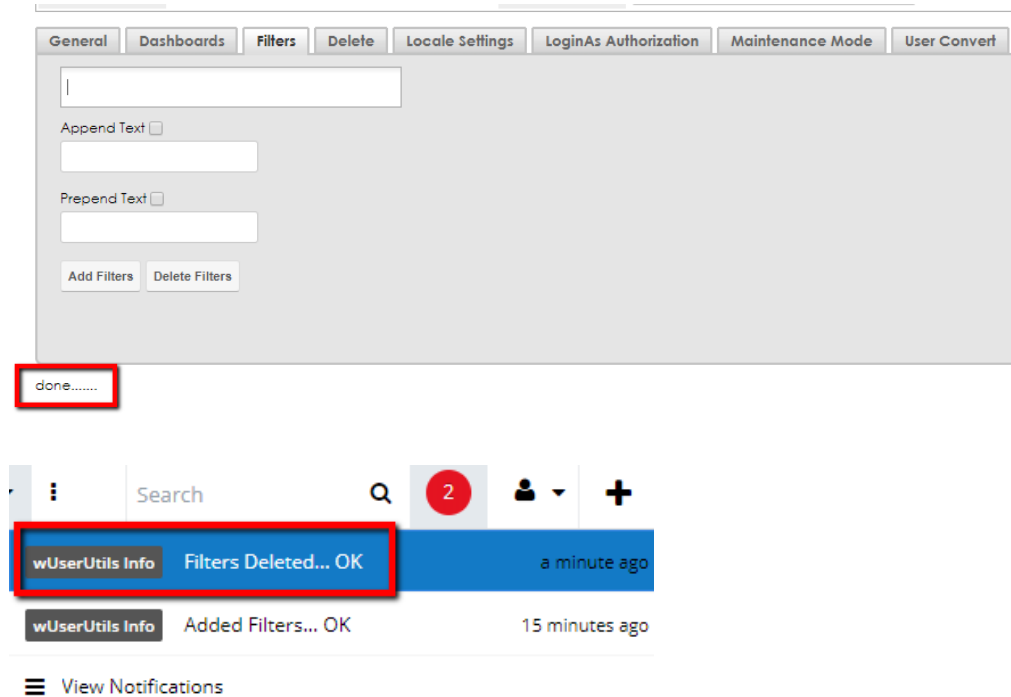 General Dashboards Filters Delete Locale Settings LoginAs Authorization Maintenance Mode User Convert
Append Text
Prepend Text
Add Filters Delete Filters
done.......
Search 2
wUserUtils Info Filters Deleted... OK a minute ago
wUserUtils Info Added Filters... OK 15 minutes ago
View Notifications